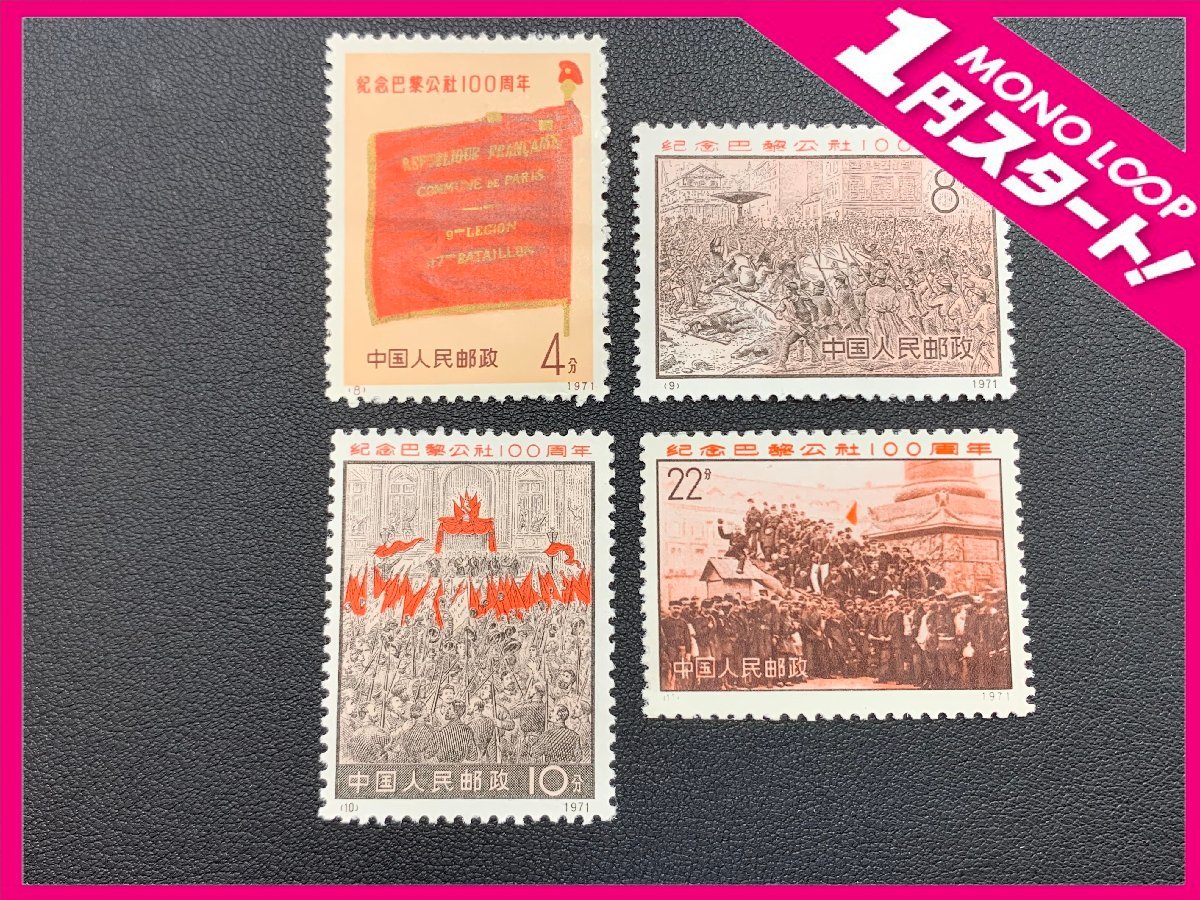 MONO LOOP
1円スタート!
紀念巴黎公社100周年
REPUBLIQUE FRANÇAISE
COMMUNE DE PARIS
9me LEGION
中国人民邮政
4分
(8)
1971
紀念巴黎公社100
8
中国人民邮政
(9)
1971
紀念巴黎公社100周年
中国人民邮政
10分
(10)
1971
紀念巴黎公社100周年
22分
中国人民邮政
(11)
1971